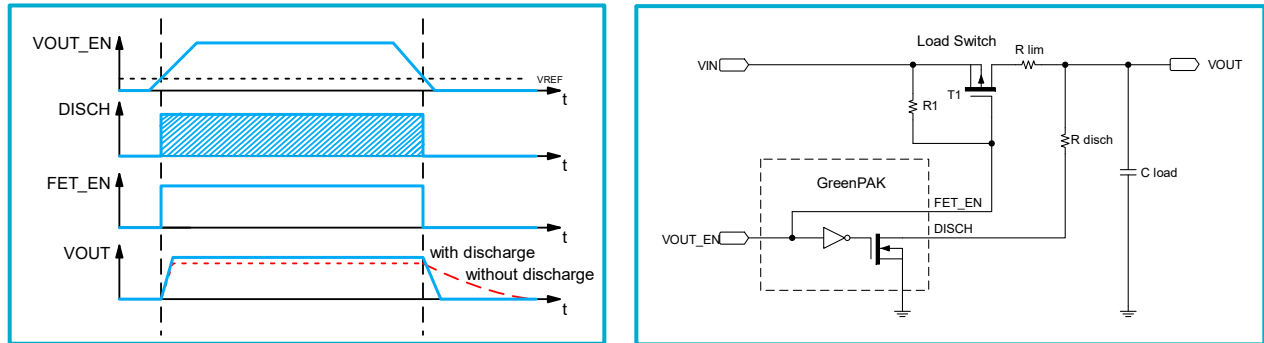 VOUT_EN
VREF
t
DISCH
t
FET_EN
t
VOUT
with discharge
without discharge
t
Load Switch
R lim
VIN
VOUT
T1
R1
R disch
C load
GreenPAK
FET_EN
VOUT_EN
DISCH